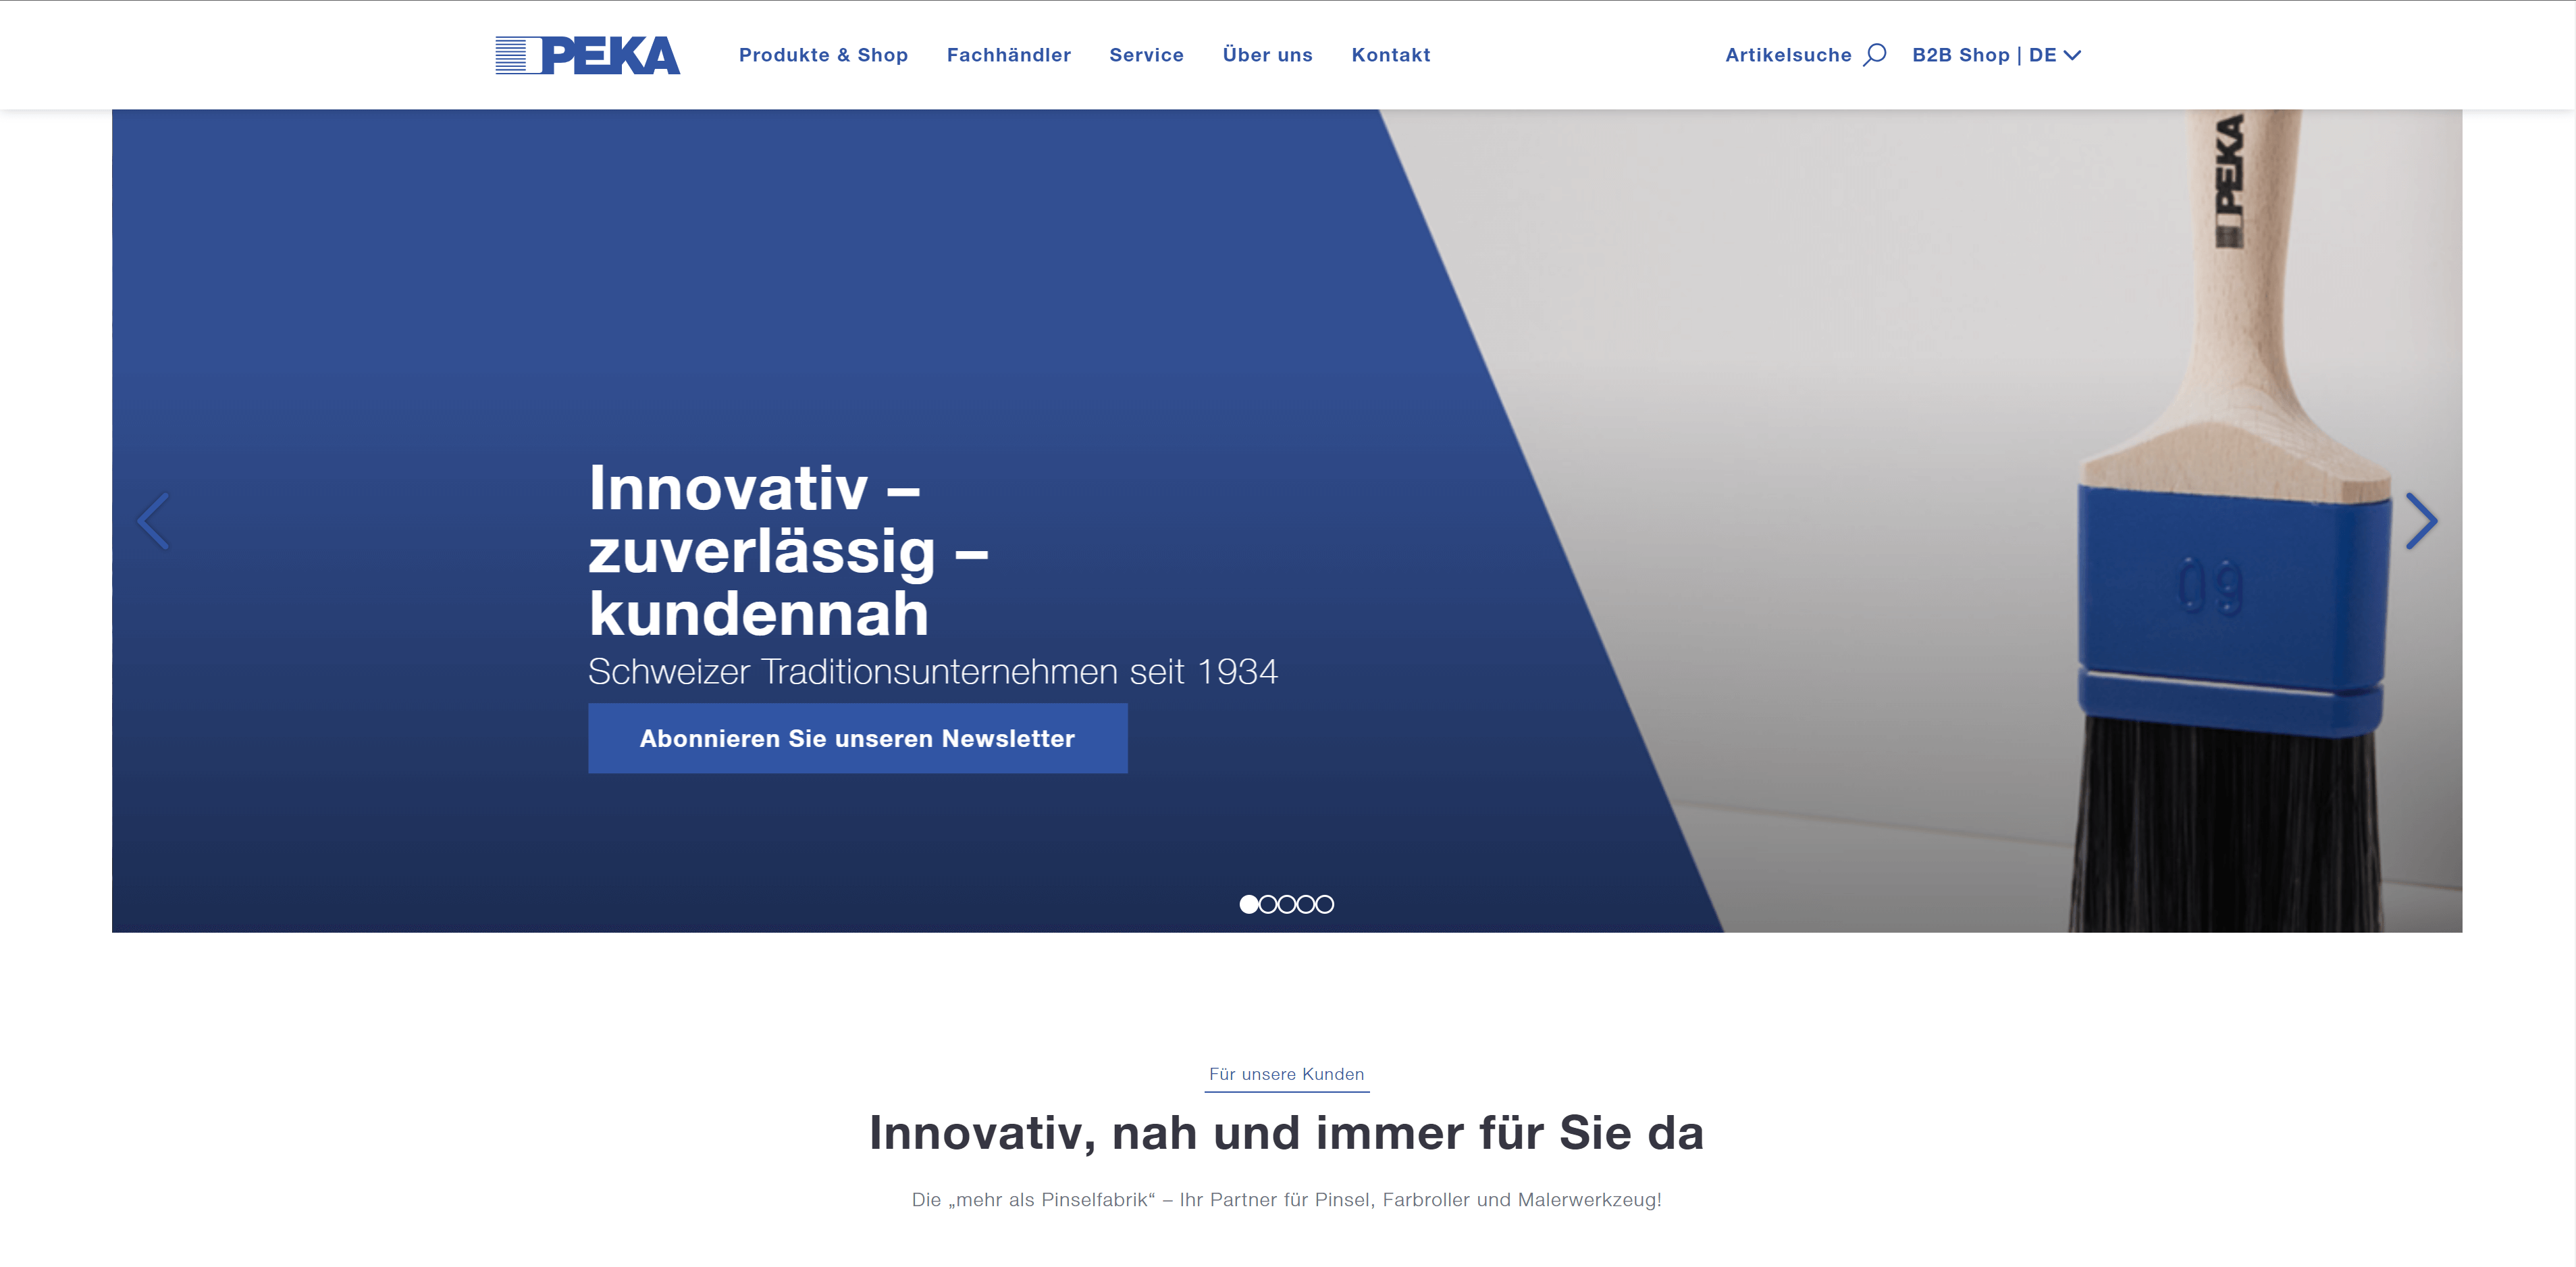 PEKA
Produkte & Shop
Fachhändler
Service
Über uns
Kontakt
Artikelsuche
B2B Shop | DE
PEKA
Innovativ –
zuverlässig –
kundennah
Schweizer Traditionsunternehmen seit 1934
Abonnieren Sie unseren Newsletter
09
Für unsere Kunden
Innovativ, nah und immer für Sie da
Die „mehr als Pinselfabrik“ – Ihr Partner für Pinsel, Farbroller und Malerwerkzeug!